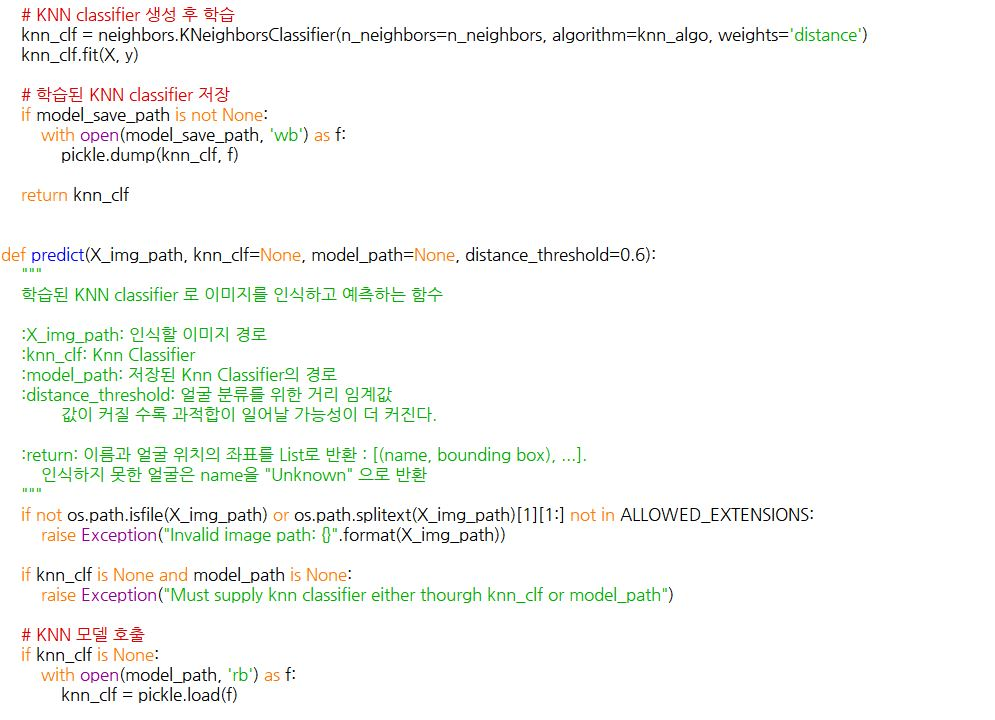 # KNN classifier 생성 후 학습
knn_clf = neighbors.KNeighborsClassifier(n_neighbors=n_neighbors, algorithm=knn_algo, weights='distance')
knn_clf.fit(X, y)
# 학습된 KNN classifier 저장
if model_save_path is not None:
with open(model_save_path, 'wb') as f:
pickle.dump(knn_clf, f)
return knn_clf
def predict(X_img_path, knn_clf=None, model_path=None, distance_threshold=0.6):
"""
학습된 KNN classifier 로 이미지를 인식하고 예측하는 함수
:X_img_path: 인식할 이미지 경로
:knn_clf: Knn Classifier
:model_path: 저장된 Knn Classifier의 경로
:distance_threshold: 얼굴 분류를 위한 거리 임계값
값이 커질 수록 과적합이 일어날 가능성이 더 커진다.
:return: 이름과 얼굴 위치의 좌표를 List로 반환 : [(name, bounding box), ...].
인식하지 못한 얼굴은 name을 "Unknown" 으로 반환
"""
if not os.path.isfile(X_img_path) or os.path.splitext(X_img_path)[1][1:] not in ALLOWED_EXTENSIONS:
raise Exception("Invalid image path: {}".format(X_img_path))
if knn_clf is None and model_path is None:
raise Exception("Must supply knn classifier either thourgh knn_clf or model_path")
# KNN 모델 호출
if knn_clf is None:
with open(model_path, 'rb') as f:
knn_clf = pickle.load(f)